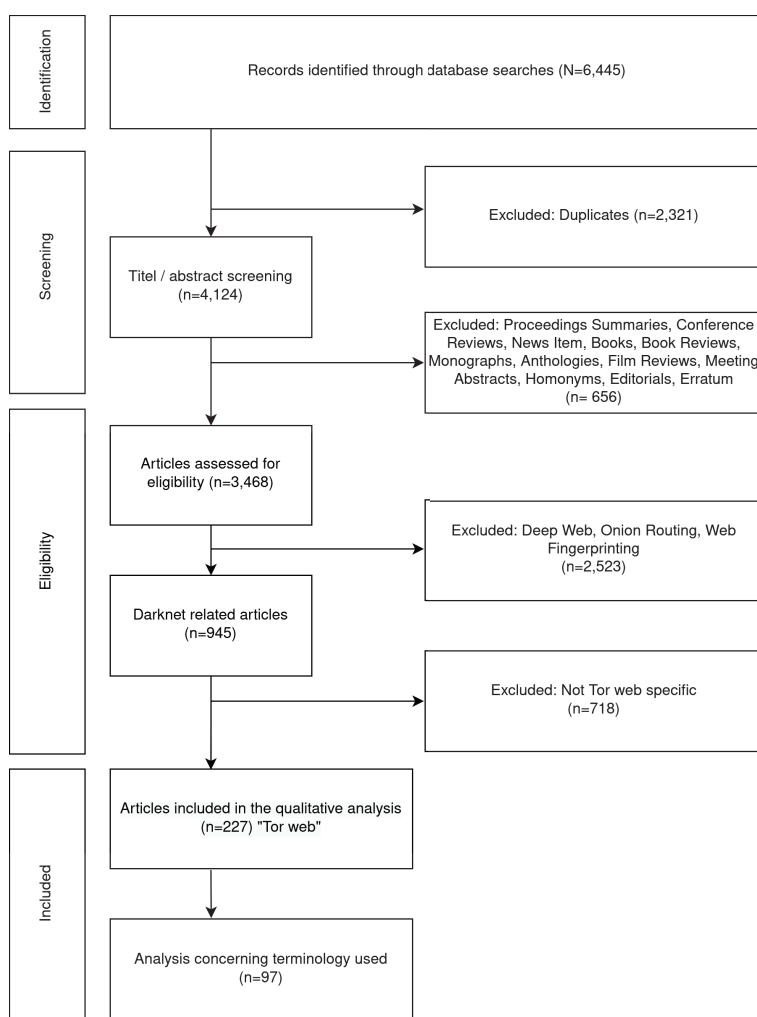 Identification
Records identified through database searches (N=6,445)
Screening
Excluded: Duplicates (n=2,321)
Titel / abstract screening
(n=4,124)
Excluded: Proceedings Summaries, Conference
Reviews, News Item, Books, Book Reviews,
Monographs, Anthologies, Film Reviews, Meeting
Abstracts, Homonyms, Editorials, Erratum
(n= 656)
Eligibility
Articles assessed for
eligibility (n=3,468)
Excluded: Deep Web, Onion Routing, Web
Fingerprinting
(n=2,523)
Darknet related articles
(n=945)
Excluded: Not Tor web specific
(n=718)
Included
Articles included in the qualitative analysis
(n=227) "Tor web"
Analysis concerning terminology used
(n=97)